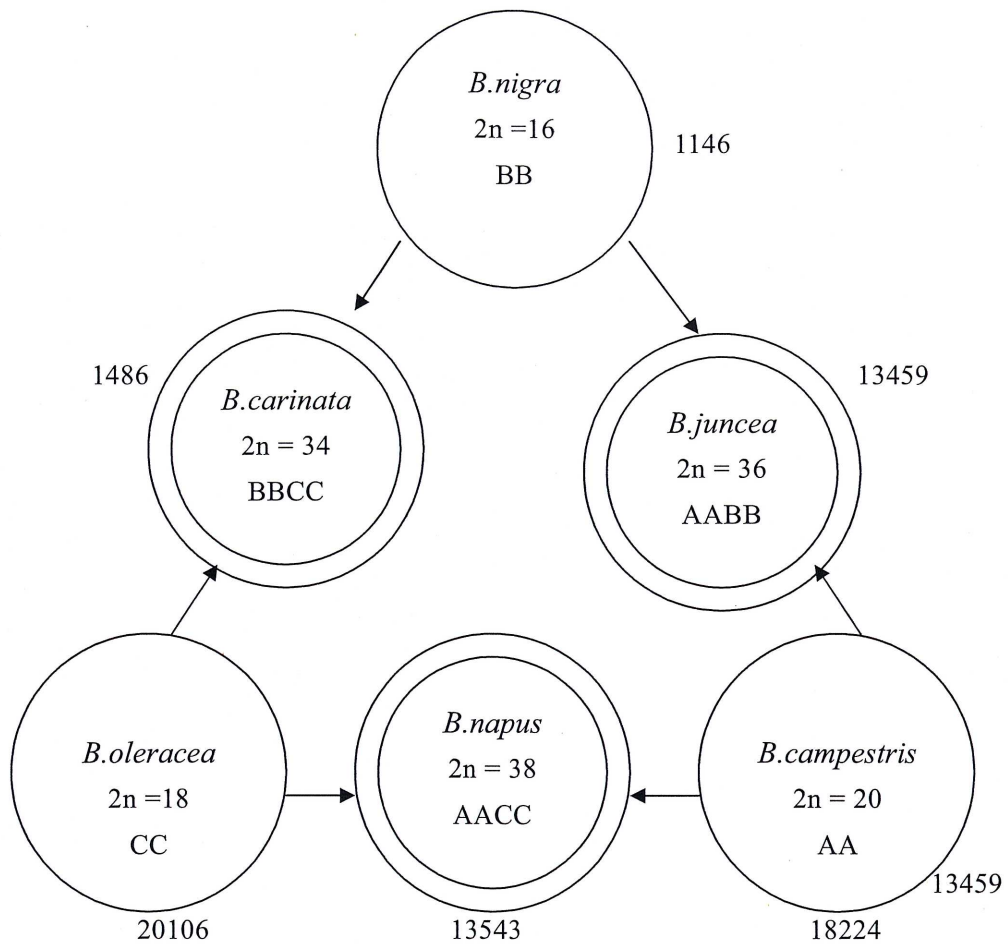 B.nigra
2n =16
BB
1146
1486
B.carinata
2n = 34
BBCC
13459
B.juncea
2n = 36
AABB
B.oleracea
2n =18
CC
20106
B.napus
2n = 38
AACC
13543
B.campestris
2n = 20
AA
13459
18224